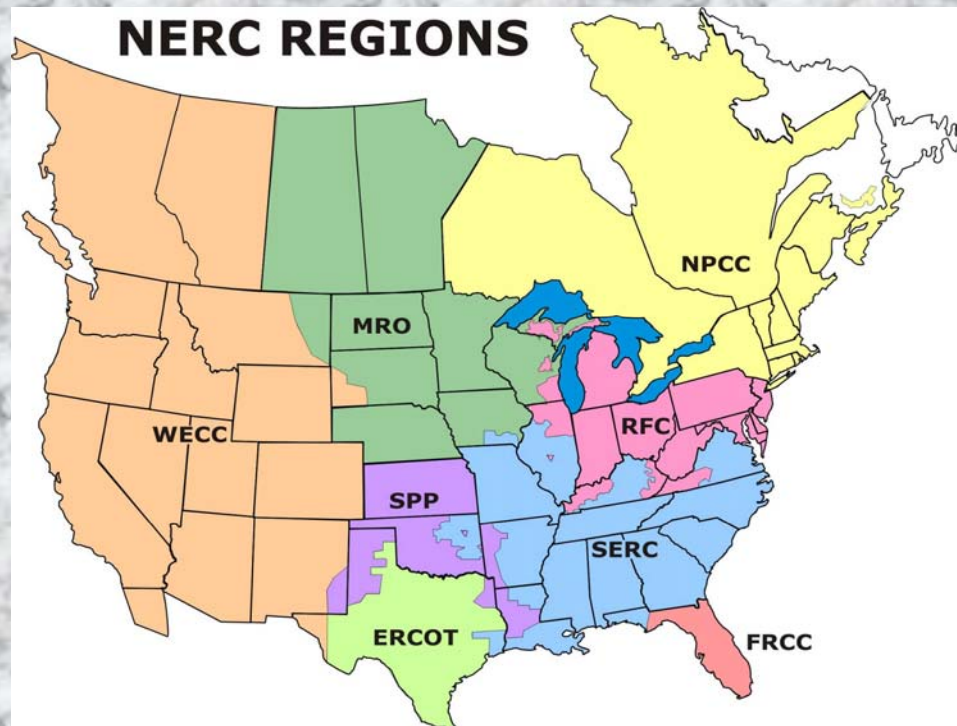 NERC REGIONS
NPCC
MRO
WECC
RFC
SPP
SERC
ERCOT
FRCC